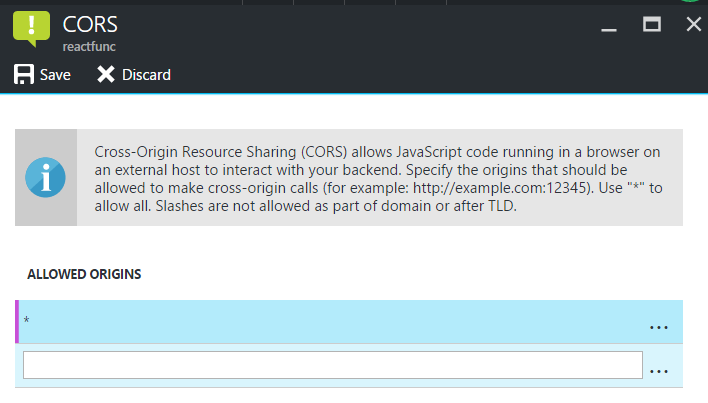 CORS
reactfunc
Save
Discard
Cross-Origin Resource Sharing (CORS) allows JavaScript code running in a browser on
an external host to interact with your backend. Specify the origins that should be
allowed to make cross-origin calls (for example: http://example.com:12345). Use "*" to
allow all. Slashes are not allowed as part of domain or after TLD.
ALLOWED ORIGINS
*
...
...